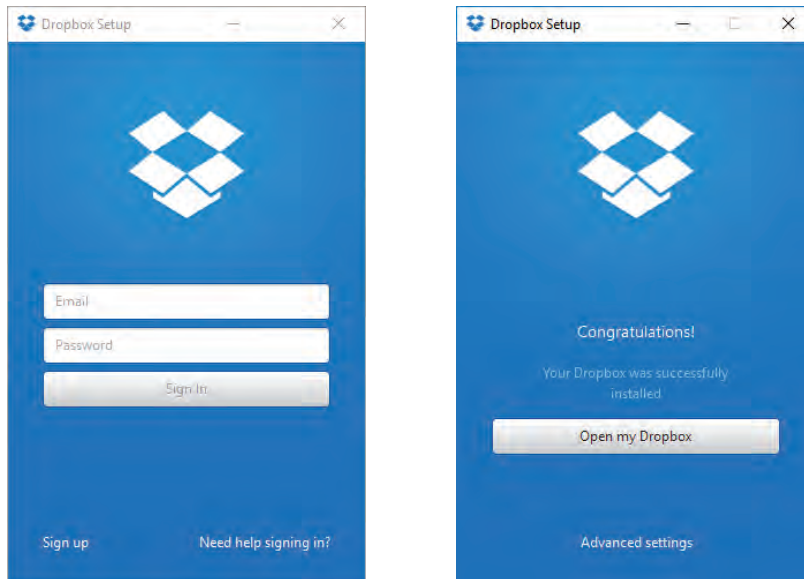 Dropbox Setup
Email
Password
Sign In
Sign up
Need help signing in?
Dropbox Setup
Congratulations!
Your Dropbox was successfully
installed
Open my Dropbox
Advanced settings